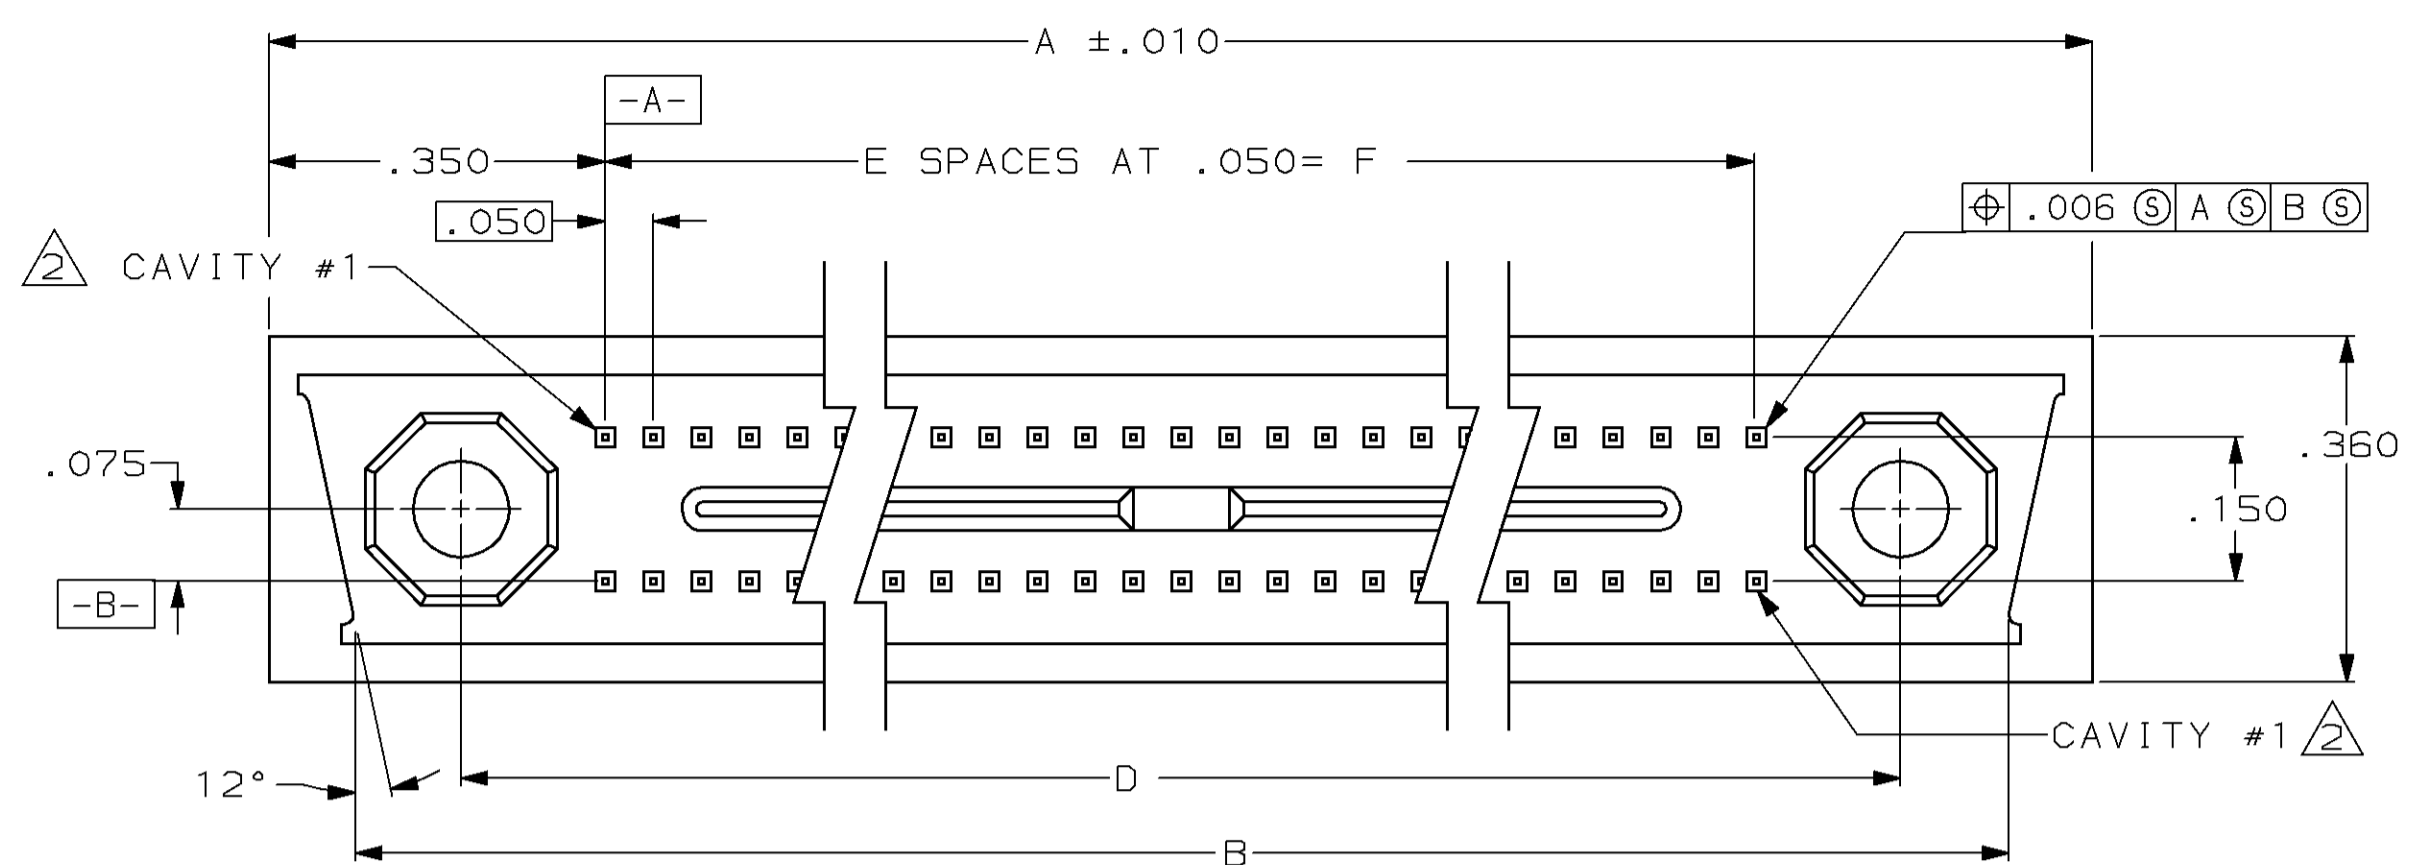 A ±.010
-A-
.350
E SPACES AT .050= F
.050
⌖ .006 Ⓢ A Ⓢ B Ⓢ
2 CAVITY #1
.075
.360
.150
-B-
CAVITY #1 2
12°
D
B